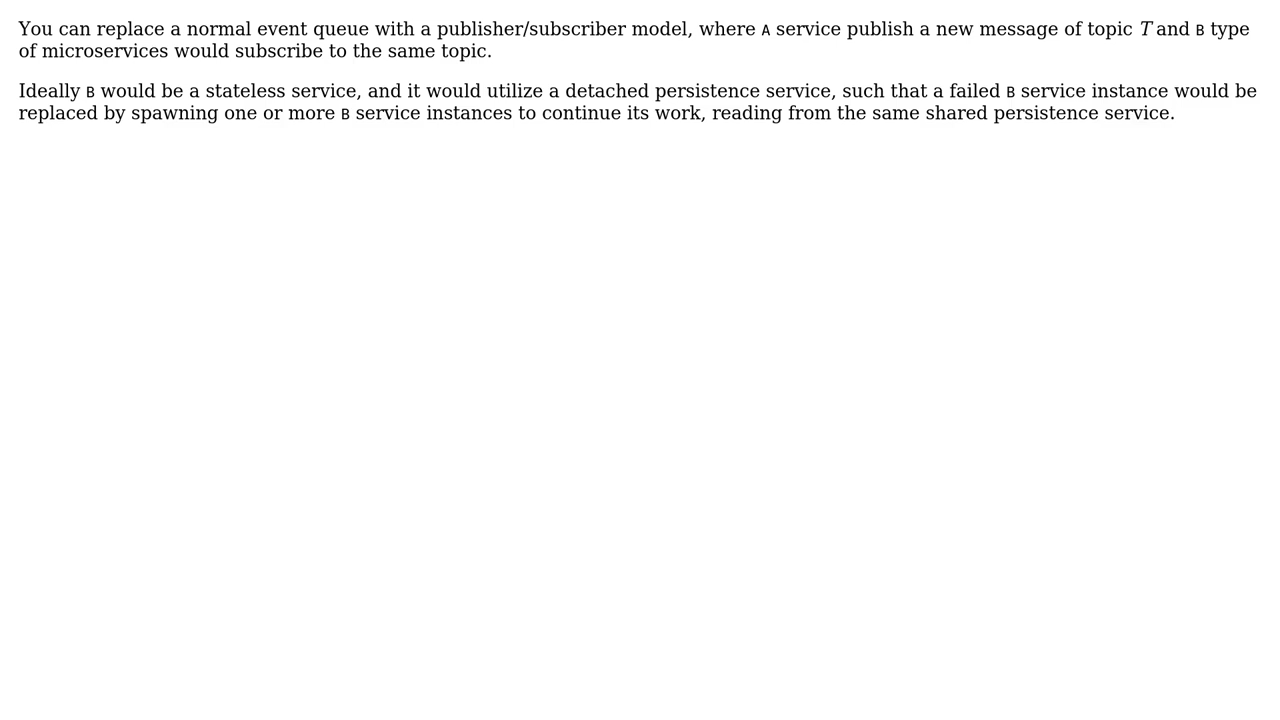 You can replace a normal event queue with a publisher/subscriber model, where A service publish a new message of topic T and B type
of microservices would subscribe to the same topic.
Ideally B would be a stateless service, and it would utilize a detached persistence service, such that a failed B service instance would be
replaced by spawning one or more B service instances to continue its work, reading from the same shared persistence service.